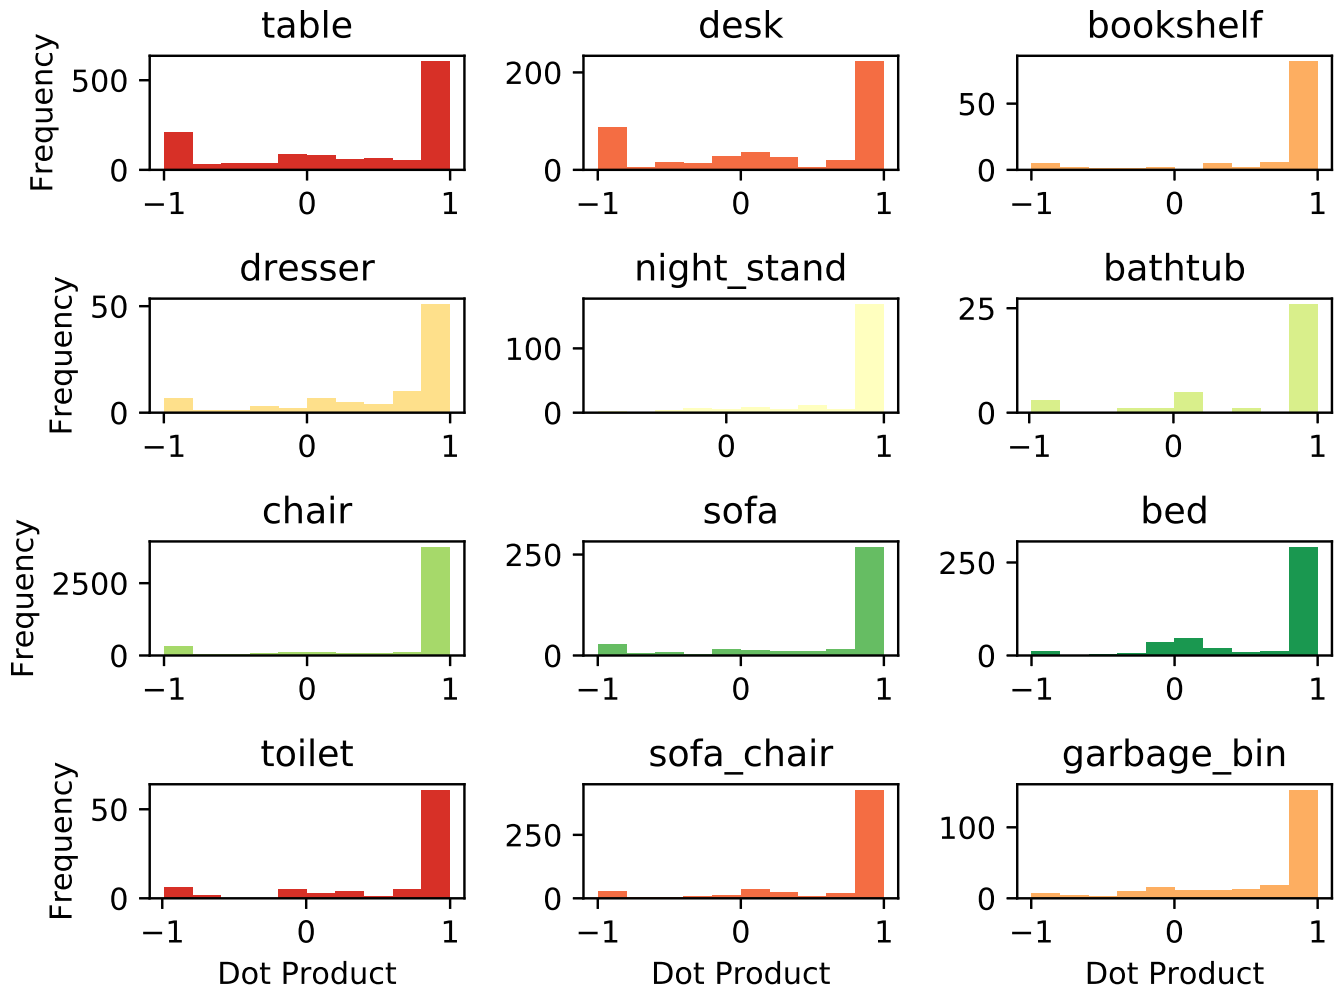 table desk bookshelf
Frequency
500
0
−1 0 1
200
0
−1 0 1
50
0
−1 0 1
dresser night_stand bathtub
Frequency
50
0
−1 0 1
100
0
0 1
25
0
−1 0 1
chair sofa bed
Frequency
2500
0
−1 0 1
250
0
−1 0 1
250
0
−1 0 1
toilet sofa_chair garbage_bin
Frequency
50
0
−1 0 1
250
0
−1 0 1
100
0
−1 0 1
Dot Product Dot Product Dot Product